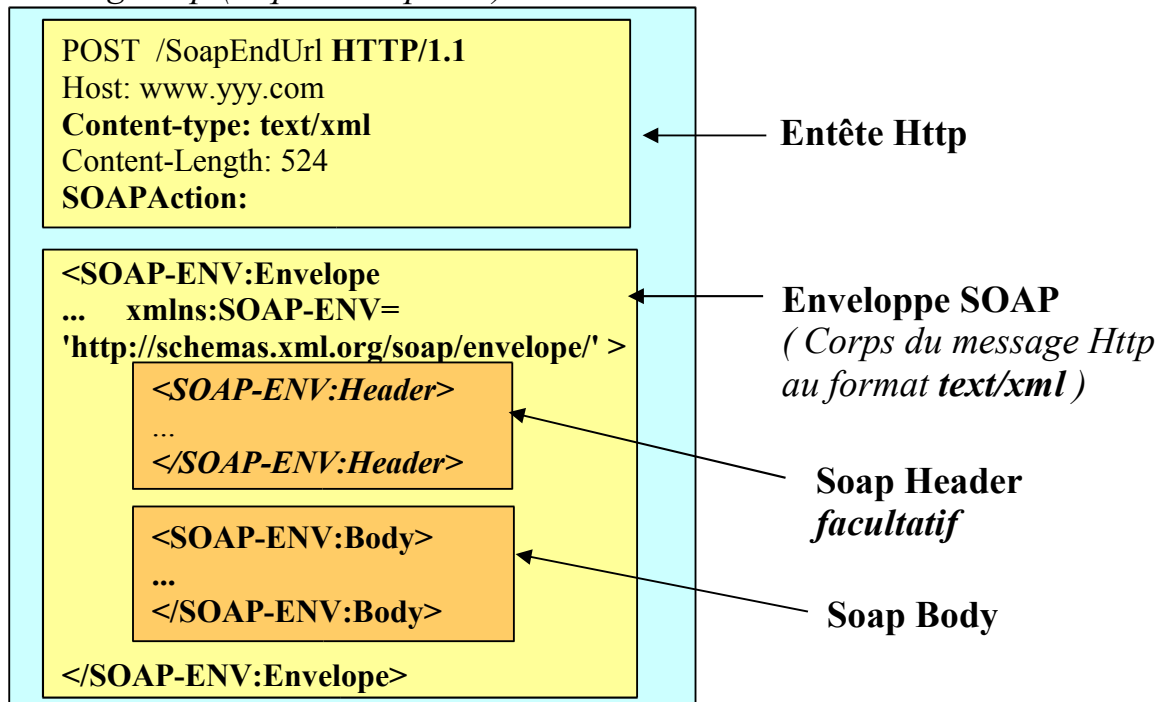 POST /SoapEndUrl HTTP/1.1
Host: www.yyy.com
Content-type: text/xml
Content-Length: 524
SOAPAction:
Entête Http
<SOAP-ENV:Envelope
... xmlns:SOAP-ENV=
'http://schemas.xml.org/soap/envelope/' >
<SOAP-ENV:Header>
...
</SOAP-ENV:Header>
<SOAP-ENV:Body>
...
</SOAP-ENV:Body>
</SOAP-ENV:Envelope>
Enveloppe SOAP
( Corps du message Http
au format text/xml )
Soap Header
facultatif
Soap Body